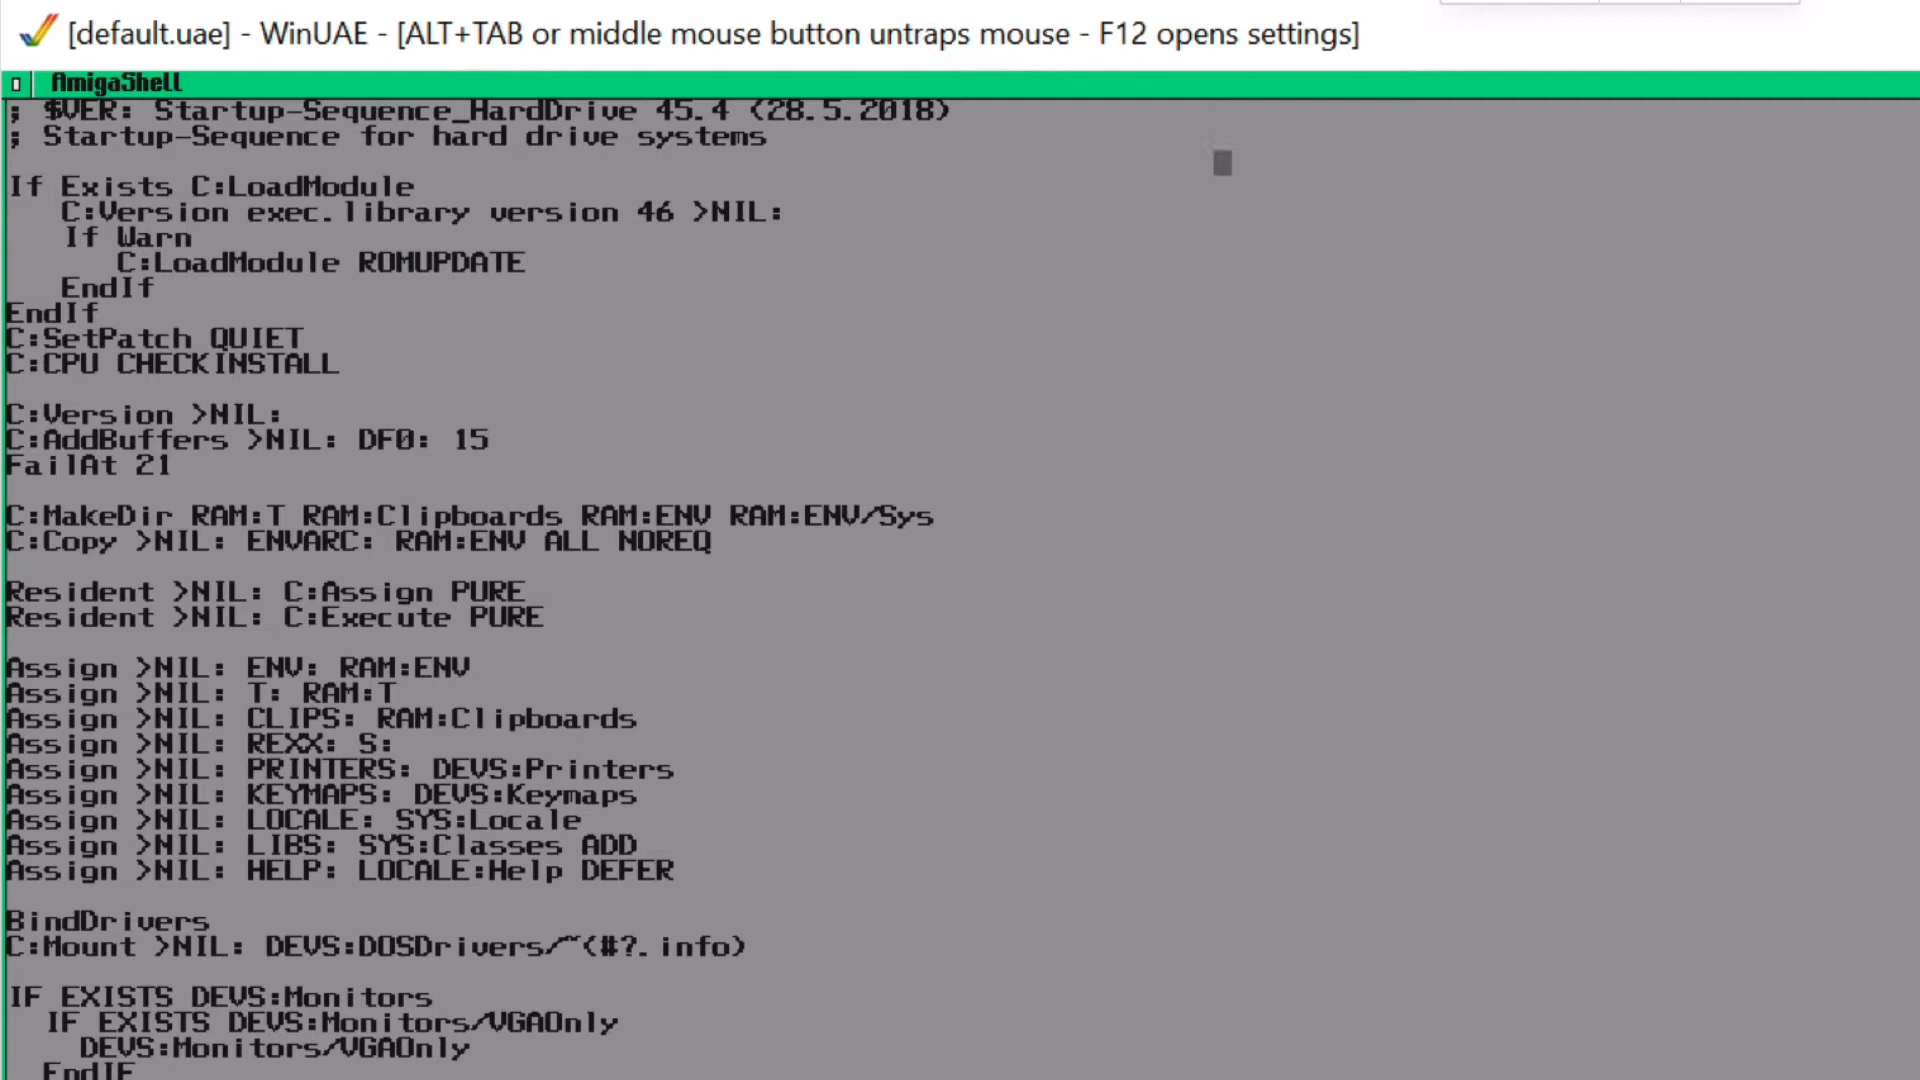 [default.uae] - WinUAE - [ALT+TAB or middle mouse button untraps mouse - F12 opens settings]
AmigaShell
; $VER: Startup-Sequence_HardDrive 45.4 (28.5.2018)
; Startup-Sequence for hard drive systems
If Exists C:LoadModule
C:Version exec.library version 46 >NIL:
If Warn
C:LoadModule ROMUPDATE
EndIf
EndIf
C:SetPatch QUIET
C:CPU CHECKINSTALL
C:Version >NIL:
C:AddBuffers >NIL: DF0: 15
FailAt 21
C:MakeDir RAM:T RAM:Clipboards RAM:ENV RAM:ENV/Sys
C:Copy >NIL: ENVARC: RAM:ENV ALL NOREQ
Resident >NIL: C:Assign PURE
Resident >NIL: C:Execute PURE
Assign >NIL: ENV: RAM:ENV
Assign >NIL: T: RAM:T
Assign >NIL: CLIPS: RAM:Clipboards
Assign >NIL: REXX: S:
Assign >NIL: PRINTERS: DEVS:Printers
Assign >NIL: KEYMAPS: DEVS:Keymaps
Assign >NIL: LOCALE: SYS:Locale
Assign >NIL: LIBS: SYS:Classes ADD
Assign >NIL: HELP: LOCALE:Help DEFER
BindDrivers
C:Mount >NIL: DEVS:DOSDrivers/~(#?.info)
IF EXISTS DEVS:Monitors
IF EXISTS DEVS:Monitors/VGAOnly
DEVS:Monitors/VGAOnly
EndIF